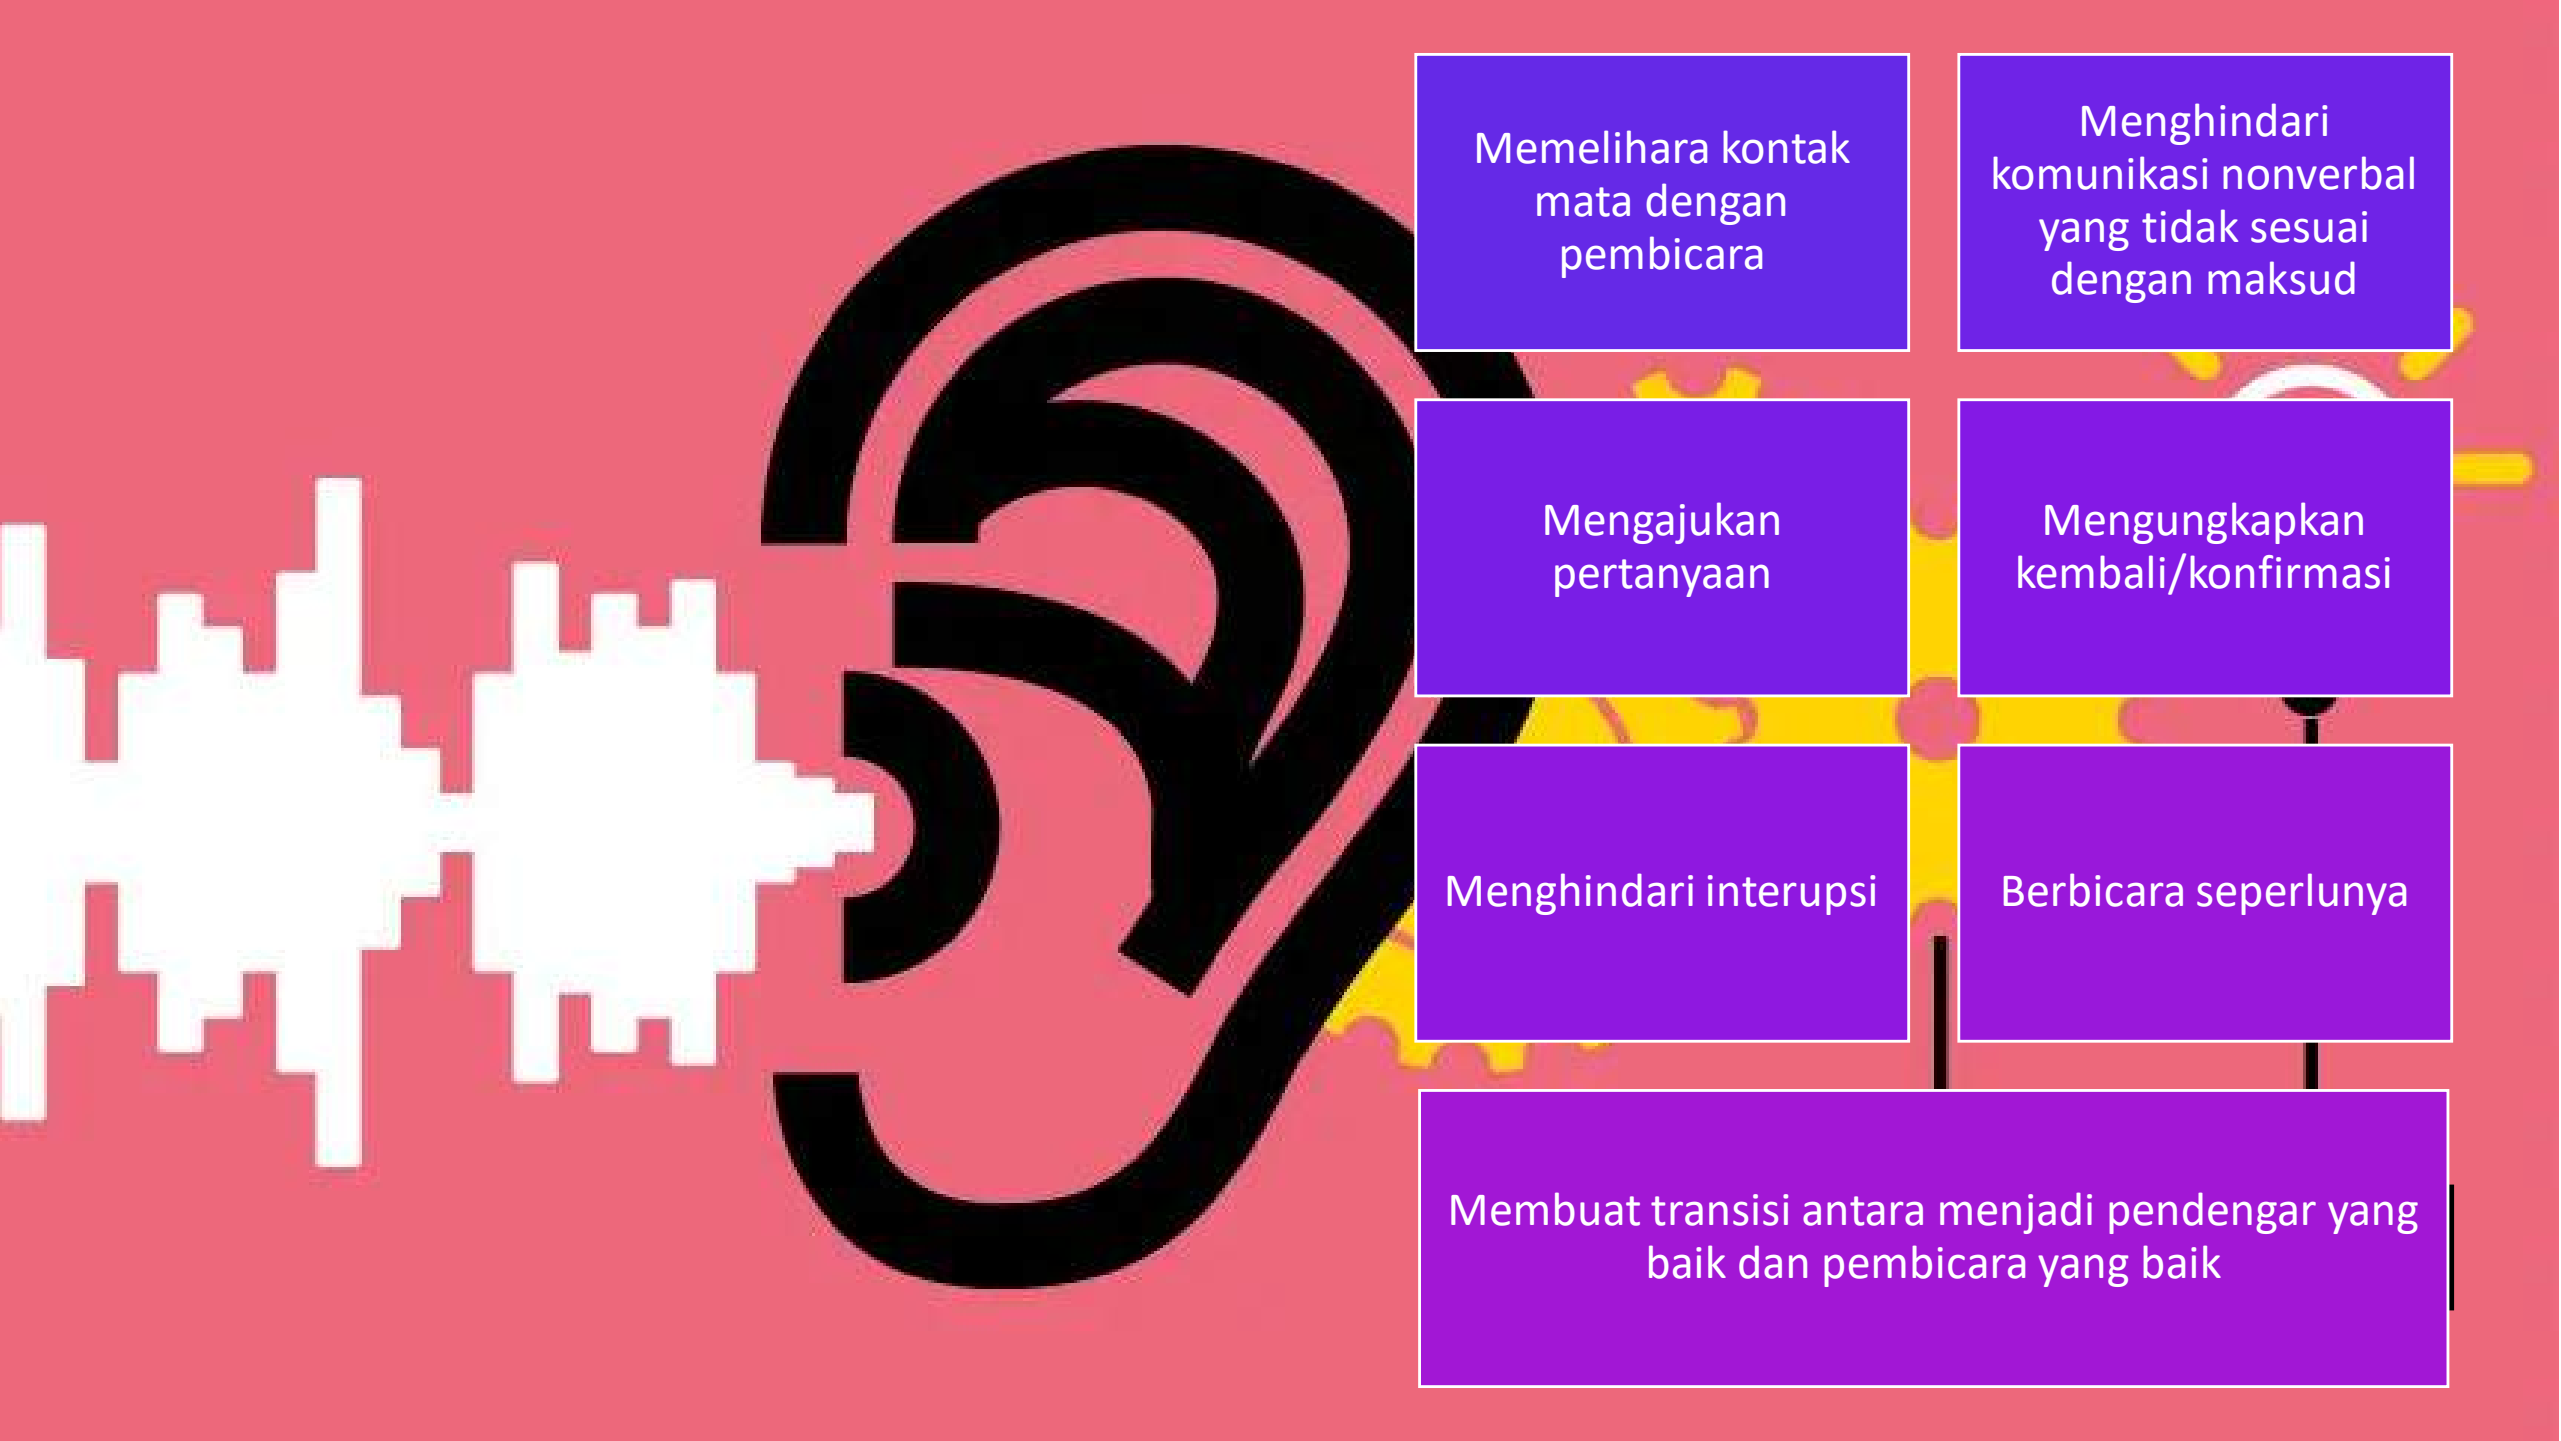 Memelihara kontak
mata dengan
pembicara
Menghindari
komunikasi nonverbal
yang tidak sesuai
dengan maksud
Mengajukan
pertanyaan
Mengungkapkan
kembali/konfirmasi
Menghindari interupsi
Berbicara seperlunya
Membuat transisi antara menjadi pendengar yang
baik dan pembicara yang baik